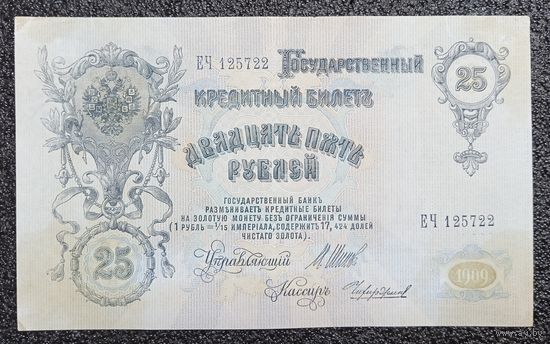 ЕЧ 125722
Государственный
25
Кредитный Билетъ
Двадцать пять
рублей
Государственный Банкъ
размѣниваетъ кредитные билеты
на золотую монету безъ ограниченія суммы
(1 рубль = 1/15 имперіала, содержитъ 17,424 долей
чистаго золота).
ЕЧ 125722
Управляющій
25
1909
Кассиръ